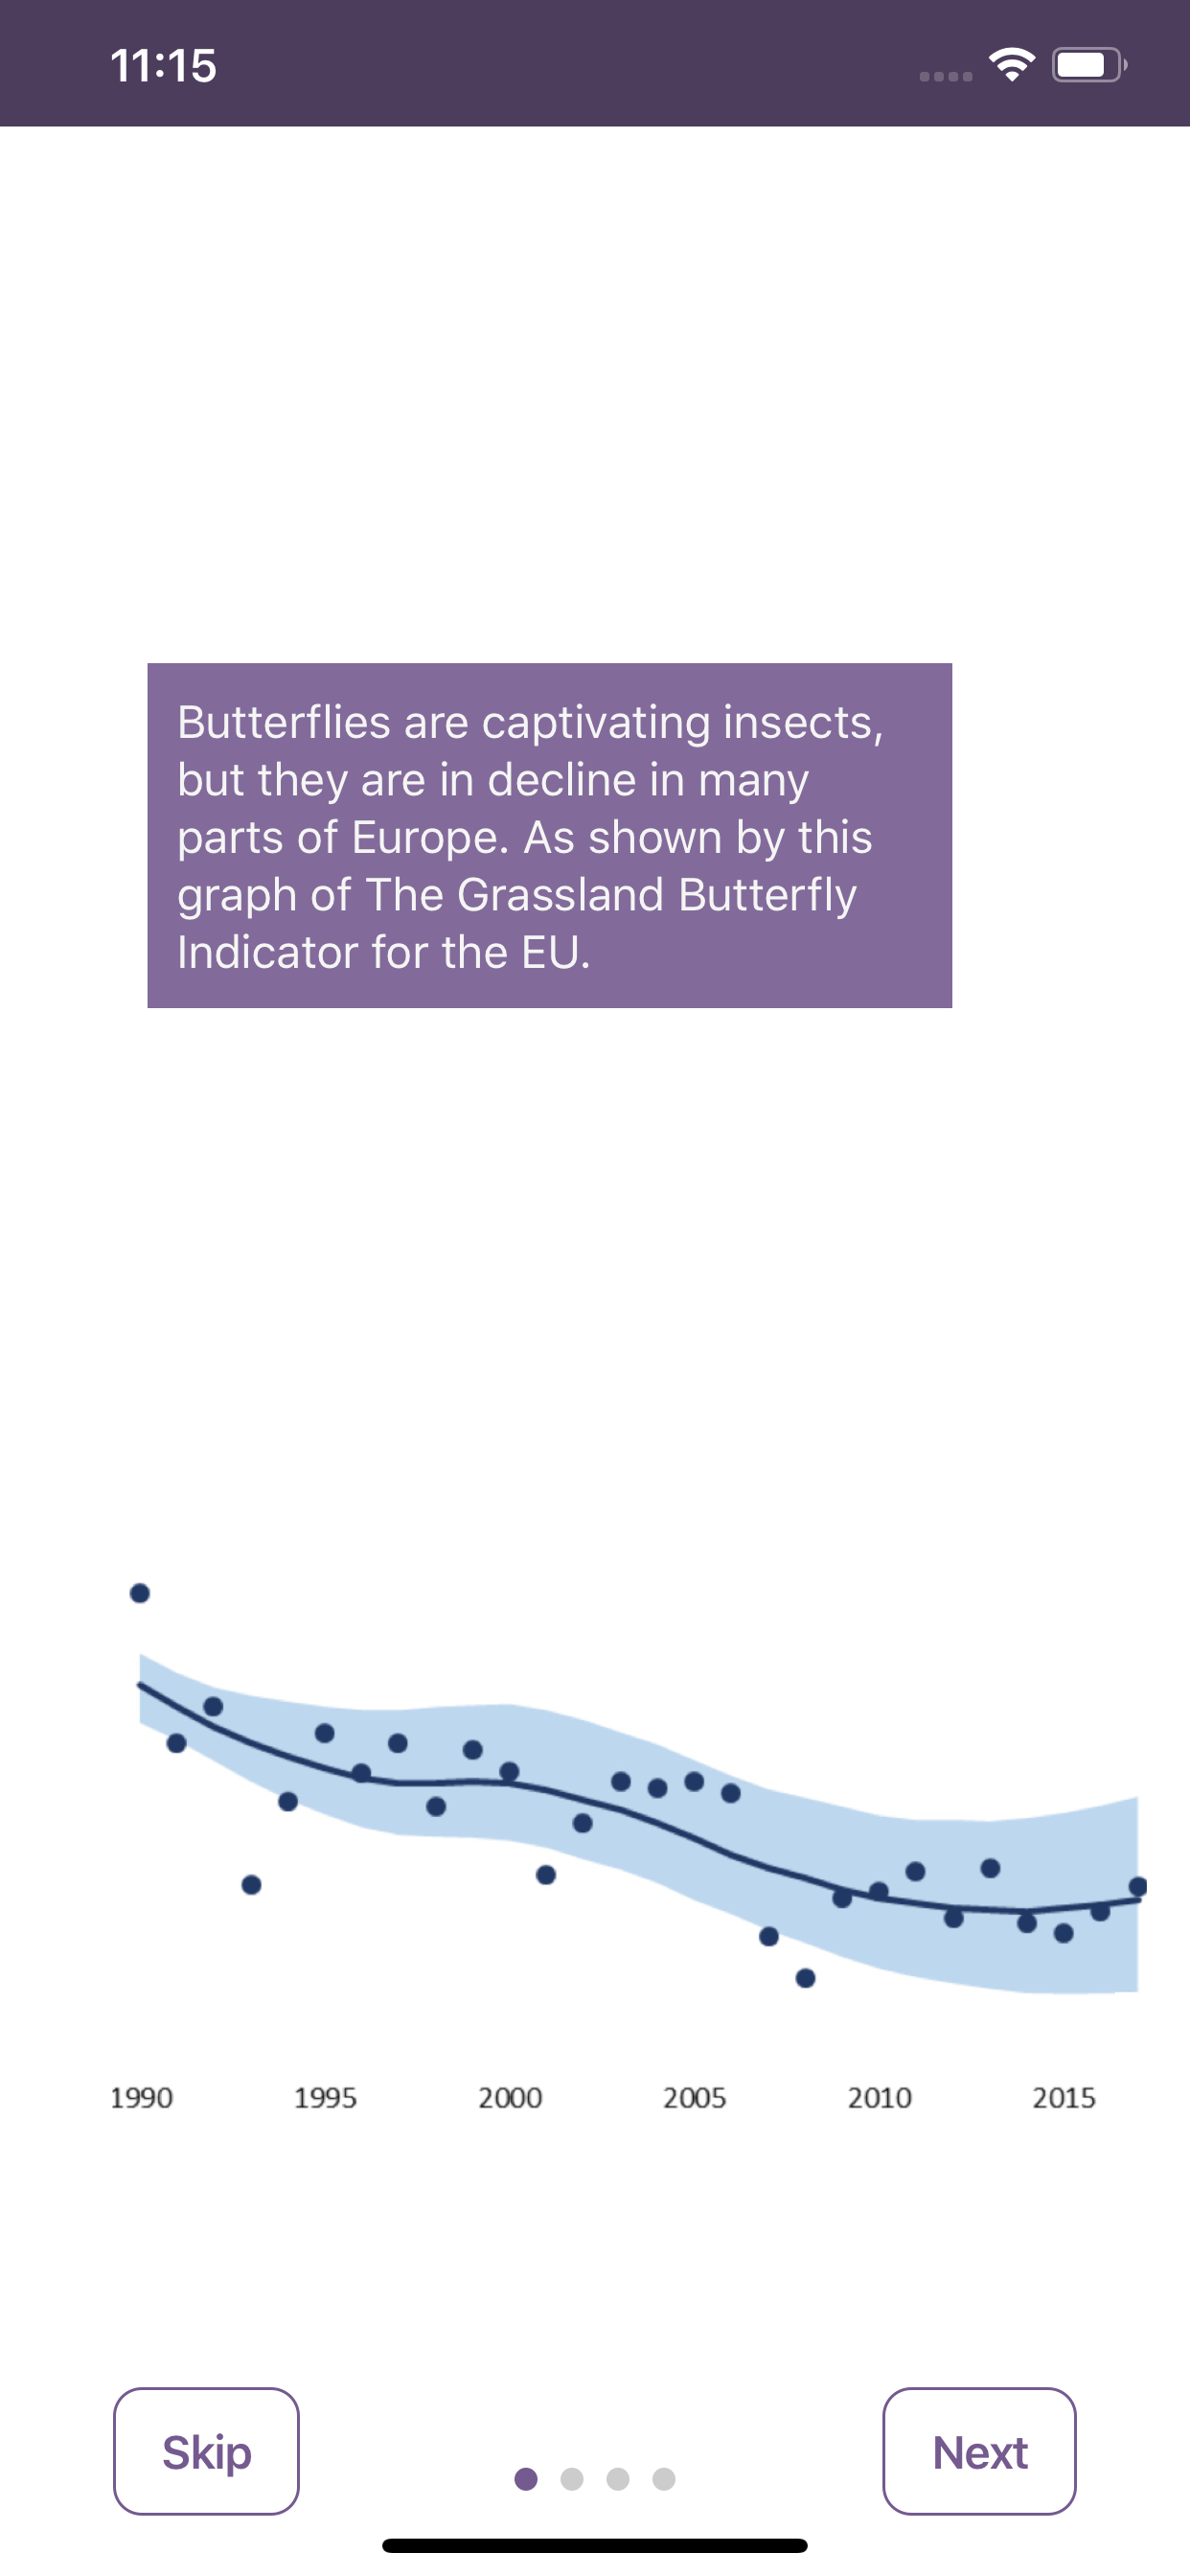 11:15
Butterflies are captivating insects,
but they are in decline in many
parts of Europe. As shown by this
graph of The Grassland Butterfly
Indicator for the EU.
1990 1995 2000 2005 2010 2015
Skip Next